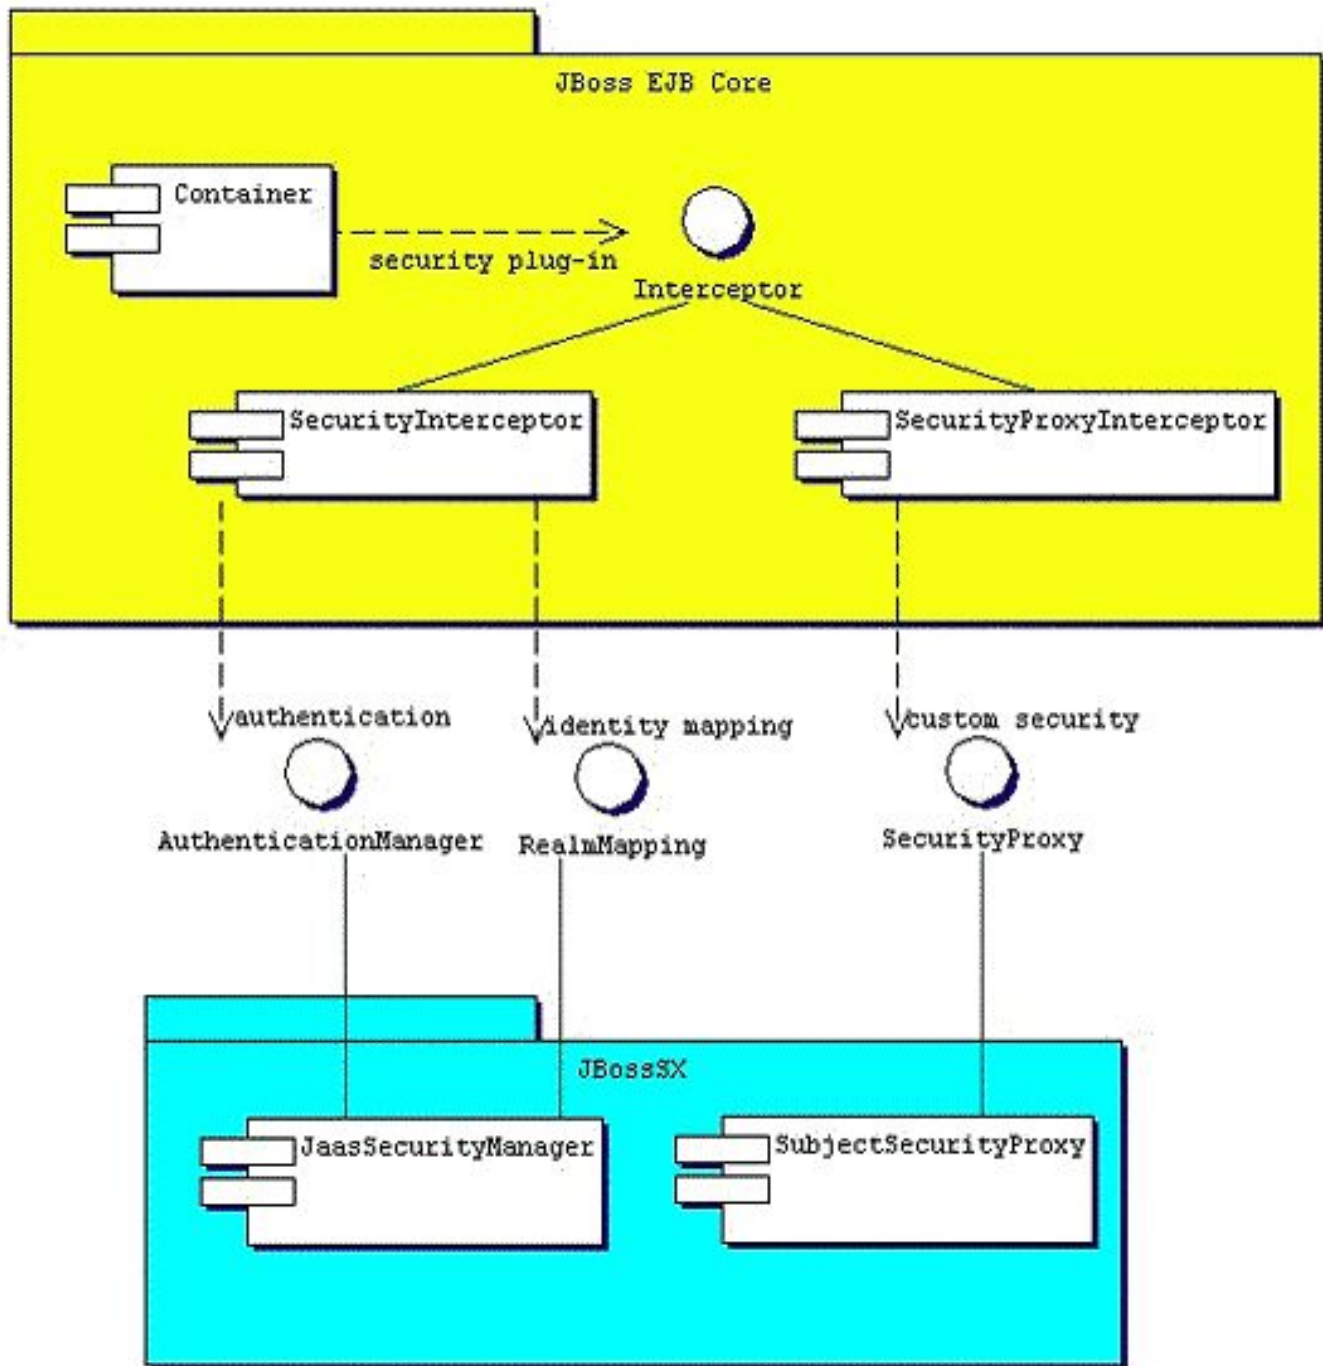 JBoss EJB Core
Container
security plug-in
Interceptor
SecurityInterceptor
SecurityProxyInterceptor
authentication
identity mapping
custom security
AuthenticationManager
RealmMapping
SecurityProxy
JBossSX
JaasSecurityManager
SubjectSecurityProxy